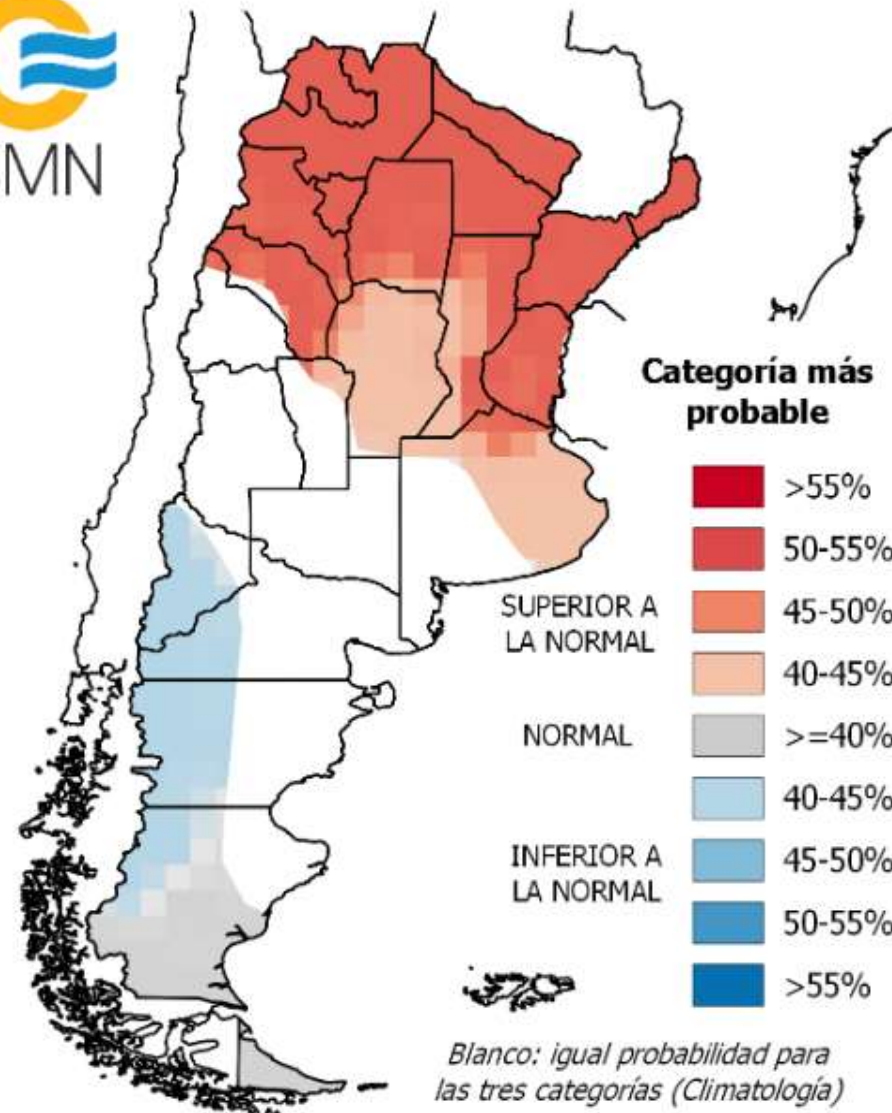 MN
Categoría más
probable
>55%
50-55%
45-50%
SUPERIOR A
LA NORMAL
40-45%
NORMAL
>=40%
40-45%
INFERIOR A
LA NORMAL
45-50%
50-55%
>55%
Blanco: igual probabilidad para
las tres categorías (Climatología)